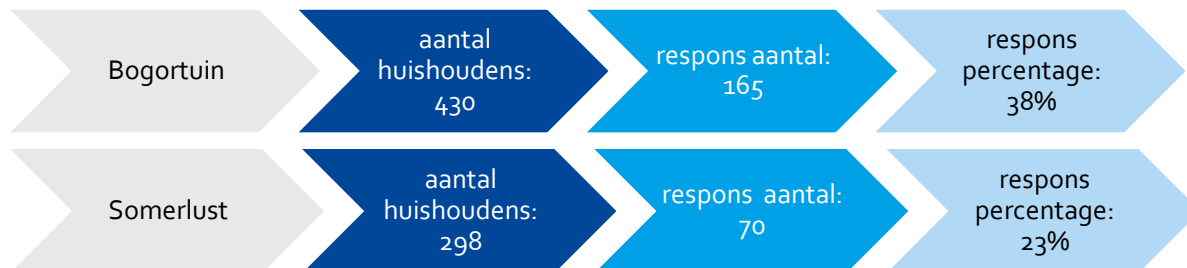 Bogortuin
aantal
huishoudens:
430
respons aantal:
165
respons
percentage:
38%
Somerlust
aantal
huishoudens:
298
respons  aantal:
70
respons
percentage:
23%